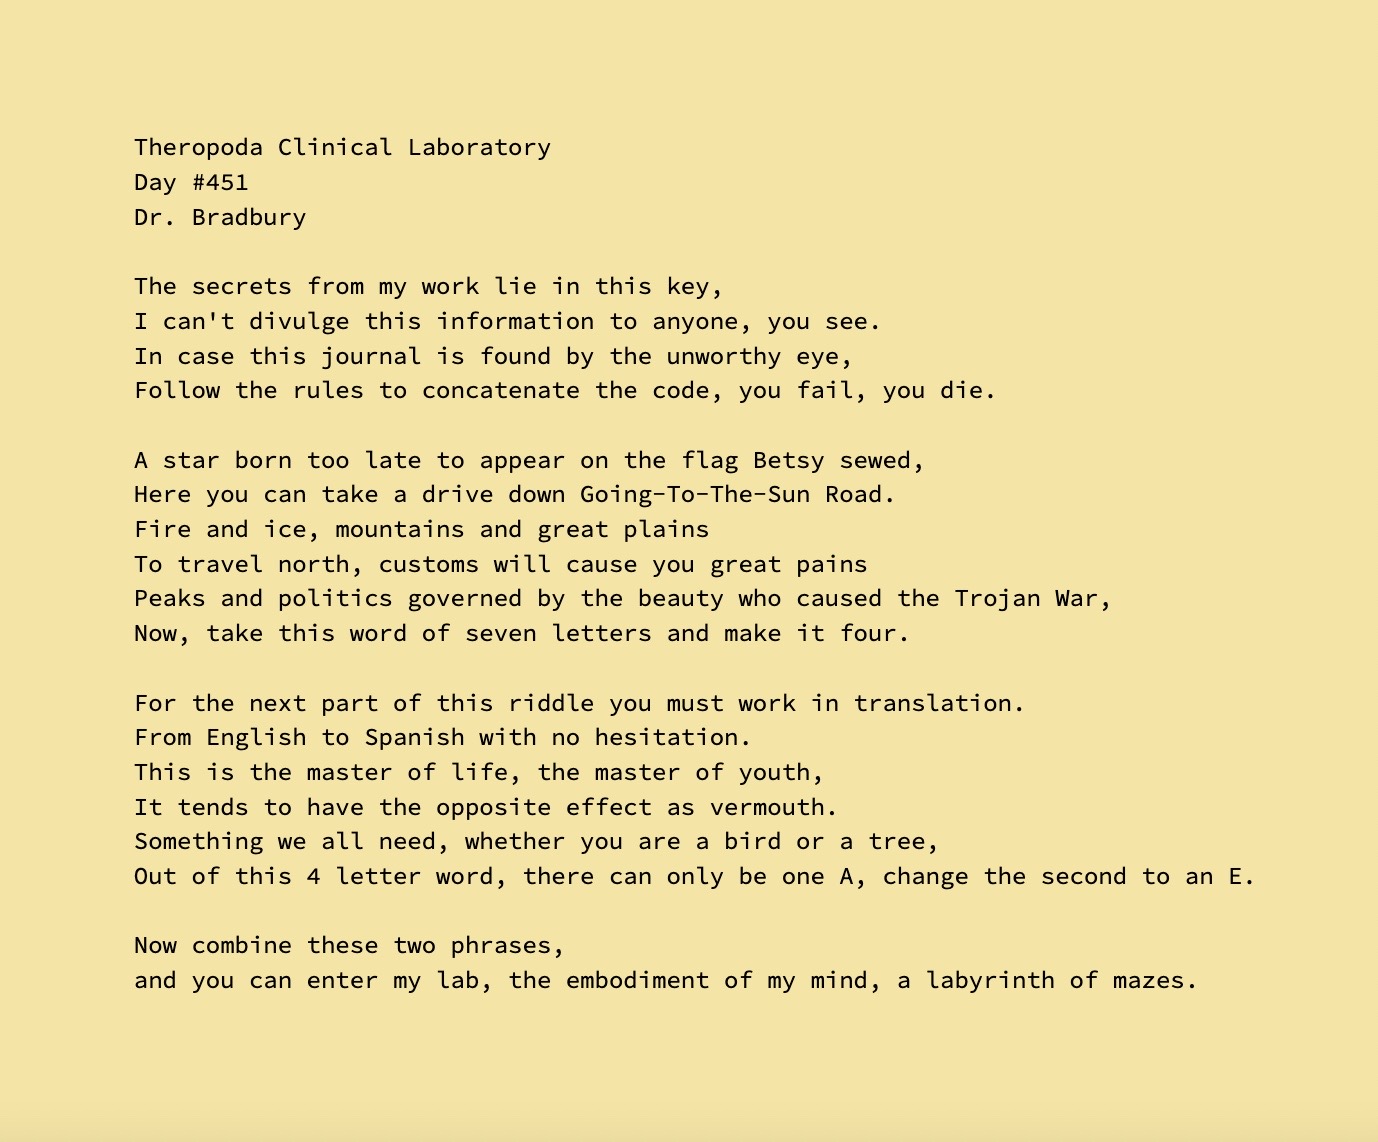 Theropoda Clinical Laboratory
Day #451
Dr. Bradbury
The secrets from my work lie in this key,
I can't divulge this information to anyone, you see.
In case this journal is found by the unworthy eye,
Follow the rules to concatenate the code, you fail, you die.
A star born too late to appear on the flag Betsy sewed,
Here you can take a drive down Going-To-The-Sun Road.
Fire and ice, mountains and great plains
To travel north, customs will cause you great pains
Peaks and politics governed by the beauty who caused the Trojan War,
Now, take this word of seven letters and make it four.
For the next part of this riddle you must work in translation.
From English to Spanish with no hesitation.
This is the master of life, the master of youth,
It tends to have the opposite effect as vermouth.
Something we all need, whether you are a bird or a tree,
Out of this 4 letter word, there can only be one A, change the second to an E.
Now combine these two phrases,
and you can enter my lab, the embodiment of my mind, a labyrinth of mazes.